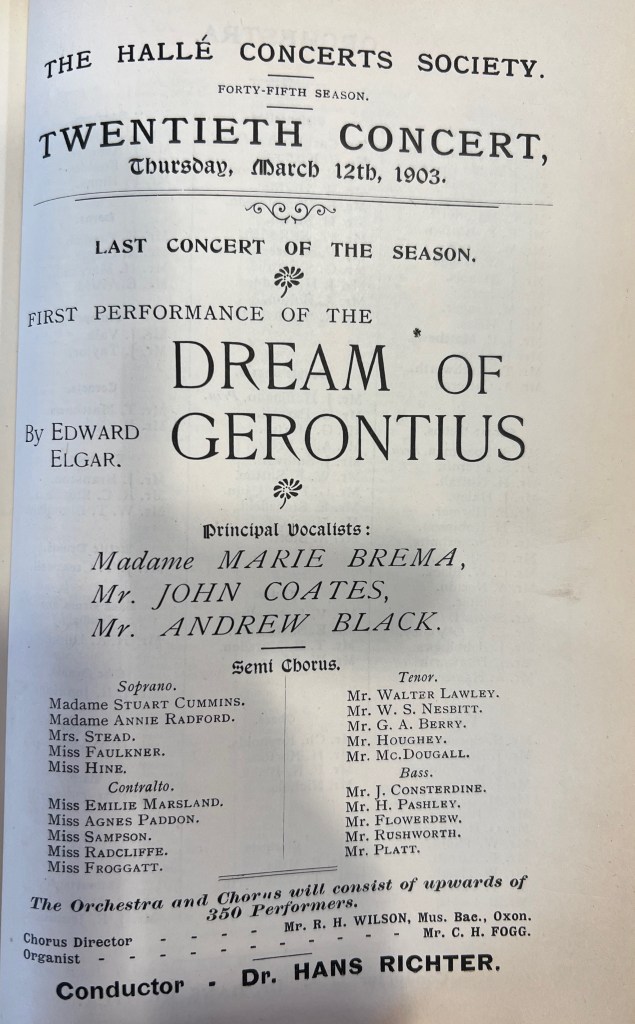 THE HALLÉ CONCERTS SOCIETY.
FORTY-FIFTH SEASON.
TWENTIETH CONCERT,
Thursday, March 12th, 1903.
LAST CONCERT OF THE SEASON.
FIRST PERFORMANCE OF THE
DREAM OF
By EDWARD
ELGAR.
GERONTIUS
Principal Vocalists:
Madame MARIE BREMA,
Mr. JOHN COATES,
Mr. ANDREW BLACK.
Semi Chorus.
Soprano.
Madame STUART CUMMINS.
Madame ANNIE RADFORD.
Mrs. STEAD.
Miss FAULKNER.
Miss HINE.
Contralto.
Miss EMILIE MARSLAND.
Miss AGNES PADDON.
Miss SAMPSON.
Miss RADCLIFFE.
Miss FROGGATT.
Tenor.
Mr. WALTER LAWLEY.
Mr. W. S. NESBITT.
Mr. G. A. BERRY.
Mr. HOUGHEY.
Mr. MC.DOUGALL.
Bass.
Mr. J. CONSTERDINE.
Mr. H. PASHLEY.
Mr. FLOWERDEW.
Mr. RUSHWORTH.
Mr. PLATT.
The Orchestra and Chorus will consist of upwards of
350 Performers.
Chorus Director - - - - Mr. R. H. WILSON, Mus. Bac., Oxon.
Organist - - - - - - - - - Mr. C. H. FOGG.
Conductor - Dr. HANS RICHTER.